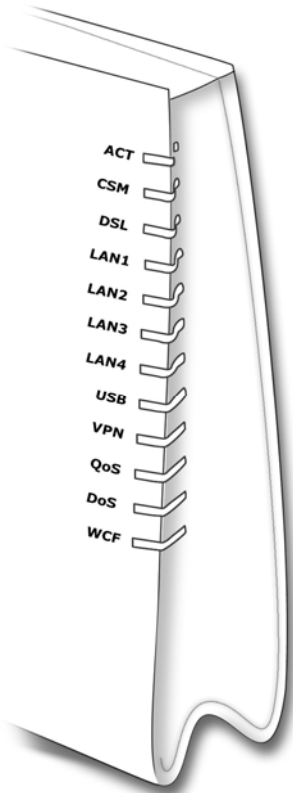 ACT
CSM
DSL
LAN1
LAN2
LAN3
LAN4
USB
VPN
QoS
DoS
WCF